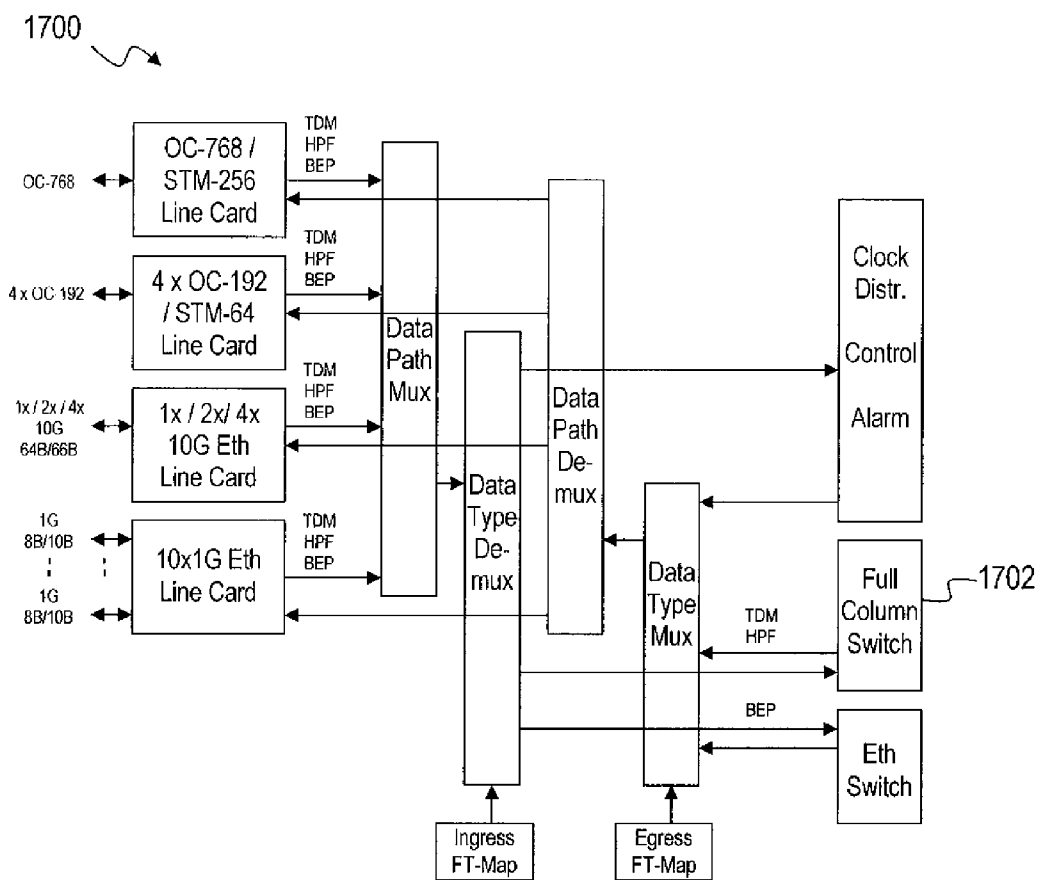 1700
OC-768
OC-768 /
STM-256
Line Card
TDM
HPF
BEP
4 x OC-192
4 x OC-192
/ STM-64
Line Card
TDM
HPF
BEP
1x / 2x / 4x
10G
64B/66B
1x / 2x/ 4x
10G Eth
Line Card
TDM
HPF
BEP
1G
8B/10B
1G
8B/10B
10x1G Eth
Line Card
TDM
HPF
BEP
Data
Path
Mux
Data
Type
De-
mux
Data
Path
De-
mux
Data
Type
Mux
Clock
Distr.
Control
Alarm
Full
Column
Switch
1702
TDM
HPF
BEP
Eth
Switch
Ingress
FT-Map
Egress
FT-Map